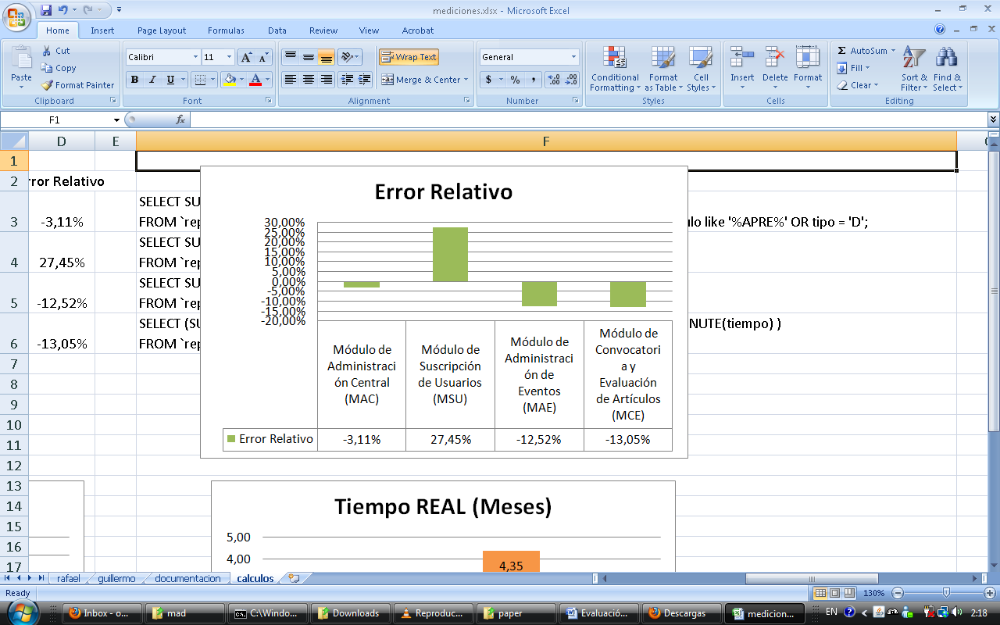 mediciones.xlsx - Microsoft Excel
Home Insert Page Layout Formulas Data Review View Acrobat
Paste
Cut
Copy
Format Painter
Clipboard
Calibri 11
B I U
Font
Wrap Text
Merge & Center
Alignment
General
$ % ,
Number
Conditional Formatting
Format as Table
Cell Styles
Styles
Insert Delete Format
Cells
Σ AutoSum
Fill
Clear
Sort & Filter
Find & Select
Editing
F1
fx
D E F
1
2 rror Relativo
SELECT SU
3 -3,11% FROM `rep lo like '%APRE%' OR tipo = 'D';
SELECT SU
4 27,45% FROM `rep
SELECT SU
5 -12,52% FROM `rep
SELECT (SU NUTE(tiempo) )
6 -13,05% FROM `rep
7
8
9
10
11
12
13
14
15
16
17
Error Relativo
30,00%
25,00%
20,00%
15,00%
10,00%
5,00%
0,00%
-5,00%
-10,00%
-15,00%
-20,00%
Módulo de Administraci ón Central (MAC)
Módulo de Suscripción de Usuarios (MSU)
Módulo de Administraci ón de Eventos (MAE)
Módulo de Convocatori a y Evaluación de Artículos (MCE)
Error Relativo -3,11% 27,45% -12,52% -13,05%
Tiempo REAL (Meses)
5,00
4,00
4,35
rafael guillermo documentacion calculos
Ready
130%
Inbox - o... mad C:\Windo... Downloads Reproduc... paper Evaluació... Descargas medicion...
EN
2:18